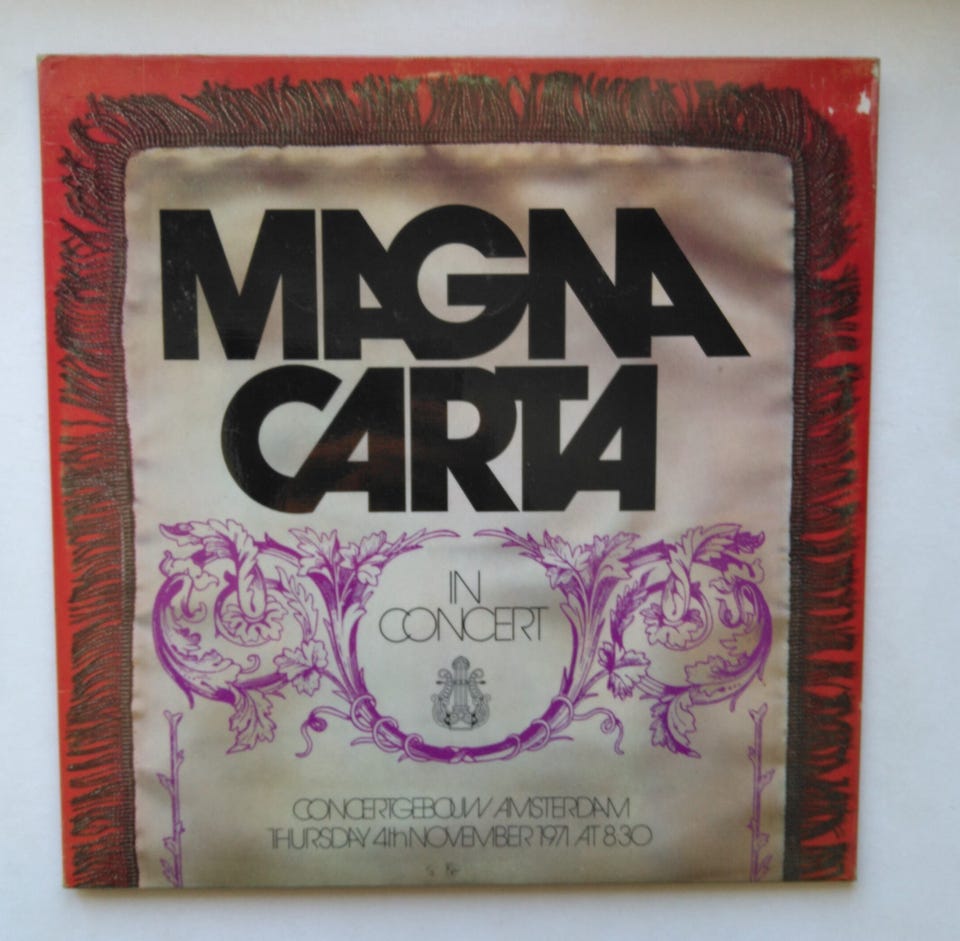 MAGNA
CARTA
IN
CONCERT
CONCERTGEBOUW AMSTERDAM
THURSDAY 4th NOVEMBER 1971 AT 8.30